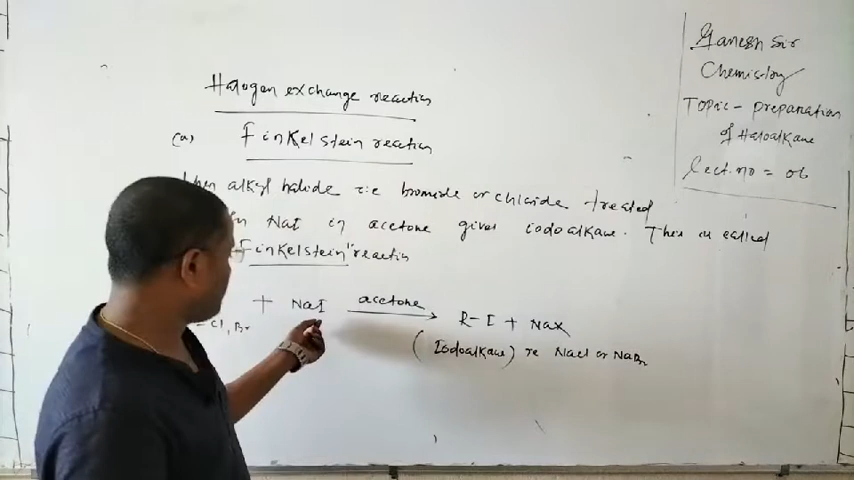 Halogen exchange reaction
(a) Finkelstein reaction
alkyl halide i.e bromide or chloride treated
NaI in acetone gives iodoalkane. This is called
Finkelstein" reaction
+ NaI acetone → R-I + NaX
Cl, Br
(Iodoalkane) ie NaCl or NaBr
Ganesh Sir
Chemistry
Topic- preparation
of Haloalkane
lect. no = 06